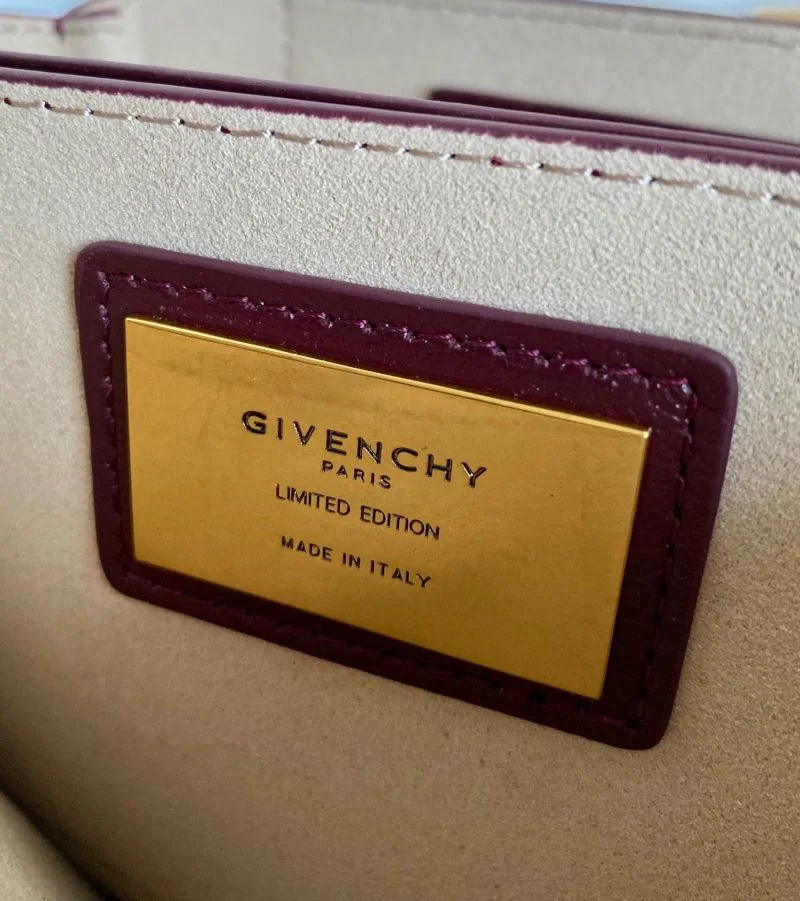 GIVENCHY
PARIS
LIMITED EDITION
MADE IN ITALY